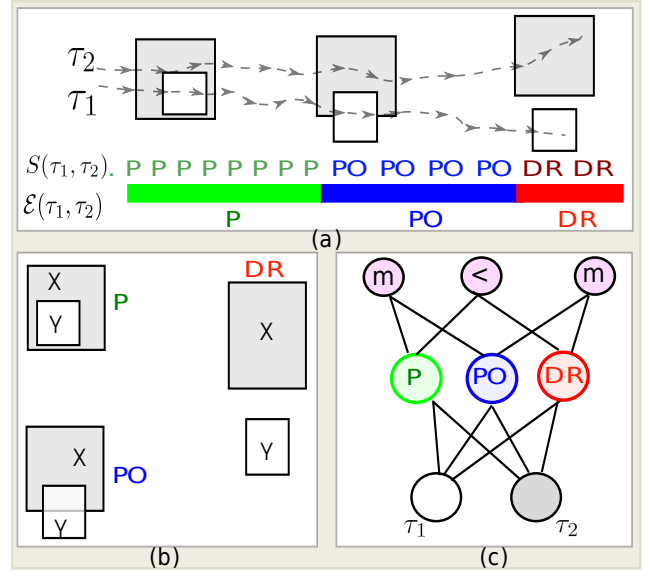 τ₂
τ₁
S(τ₁, τ₂). P P P P P P P PO PO PO PO DR DR
ℰ(τ₁, τ₂)
P PO DR
(a)
DR
X
P
Y
X
X
PO
Y
Y
(b)
m < m
P PO DR
τ₁ τ₂
(c)